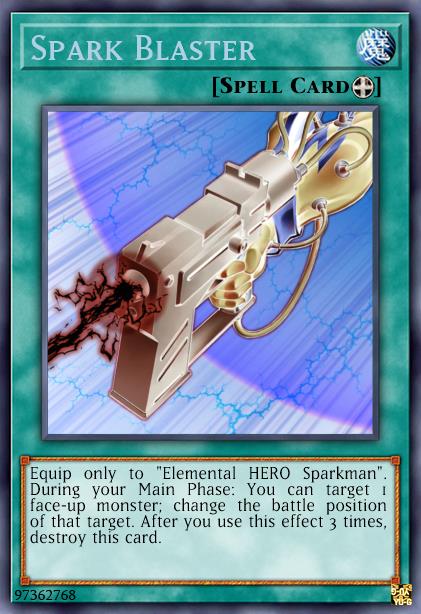 Spark Blaster
魔
[Spell Card]
Equip only to "Elemental HERO Sparkman".
During your Main Phase: You can target 1
face-up monster; change the battle position
of that target. After you use this effect 3 times,
destroy this card.
97362768